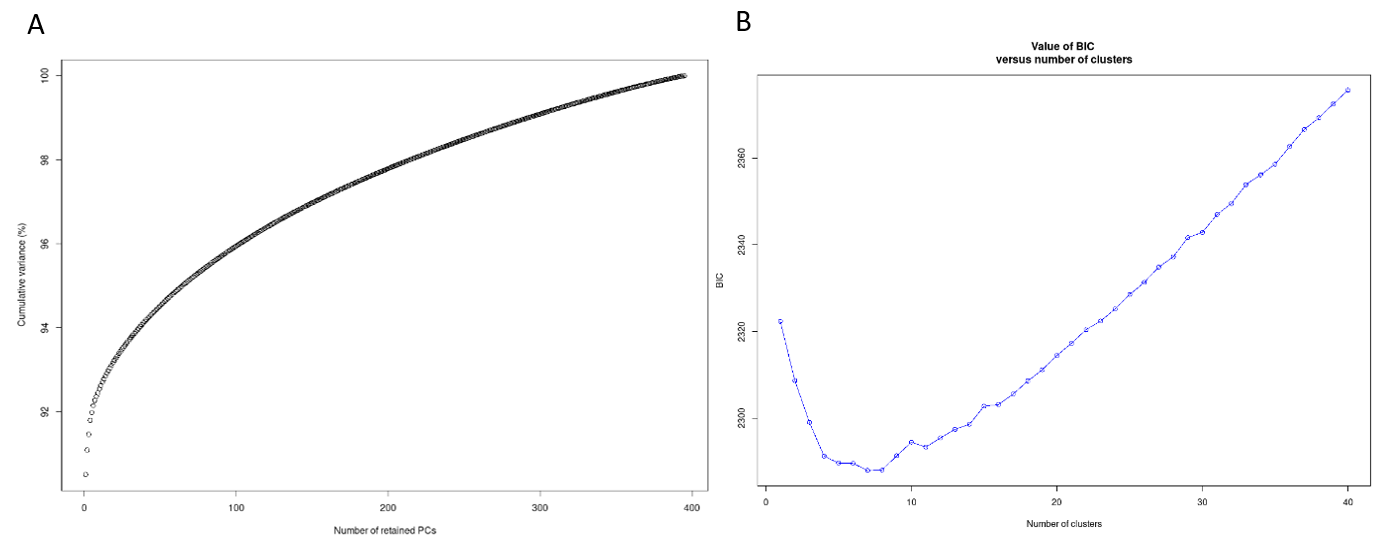 A
100
98
96
94
92
Cumulative variance (%)
0 100 200 300 400
Number of retained PCs
B
Value of BIC
versus number of clusters
2360
2340
2320
2300
BIC
0 10 20 30 40
Number of clusters